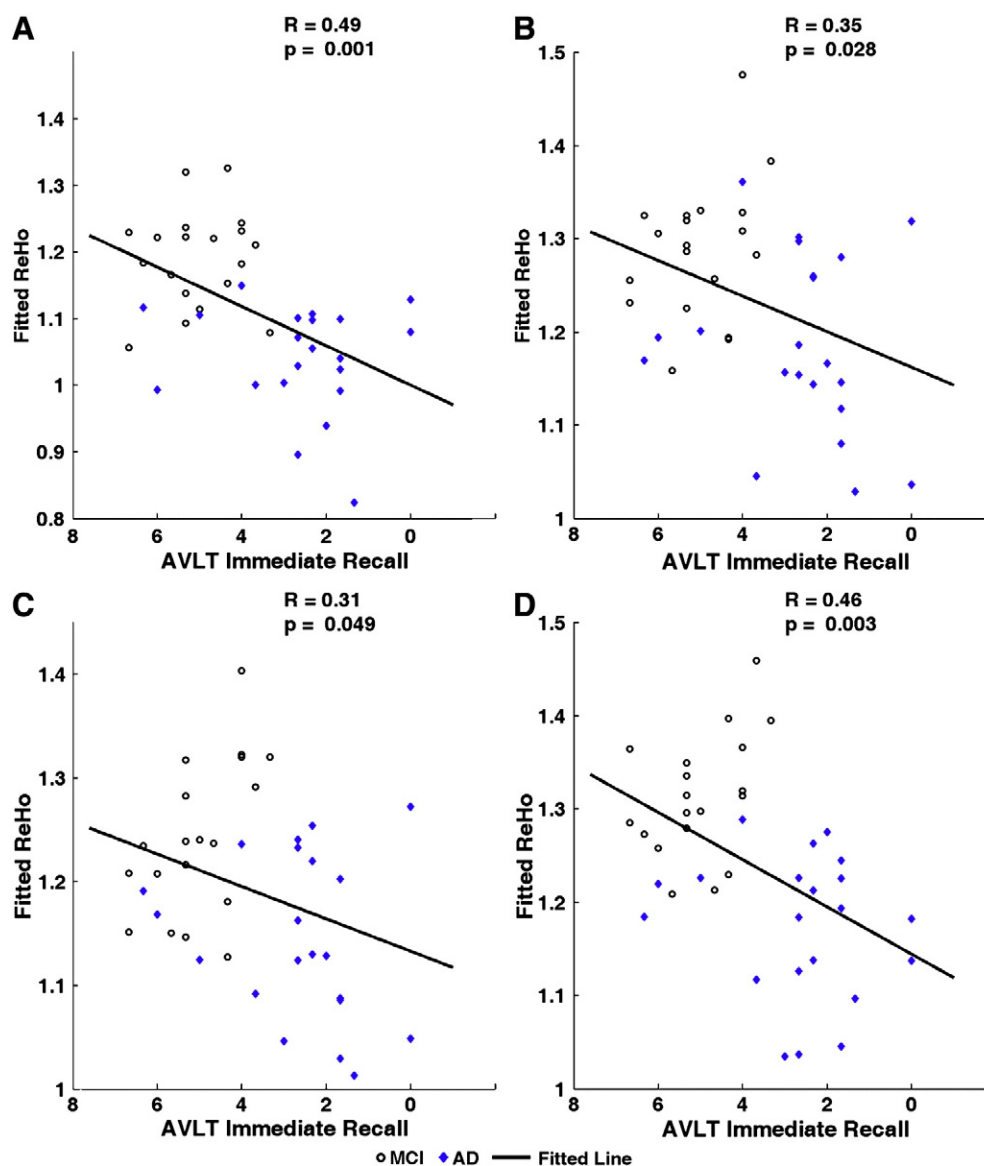 A
R = 0.49
p = 0.001
Fitted ReHo
1.4
1.3
1.2
1.1
1
0.9
0.8
8 6 4 2 0
AVLT Immediate Recall
B
R = 0.35
p = 0.028
Fitted ReHo
1.5
1.4
1.3
1.2
1.1
1
8 6 4 2 0
AVLT Immediate Recall
C
R = 0.31
p = 0.049
Fitted ReHo
1.4
1.3
1.2
1.1
1
8 6 4 2 0
AVLT Immediate Recall
D
R = 0.46
p = 0.003
Fitted ReHo
1.5
1.4
1.3
1.2
1.1
1
8 6 4 2 0
AVLT Immediate Recall
MCI AD Fitted Line